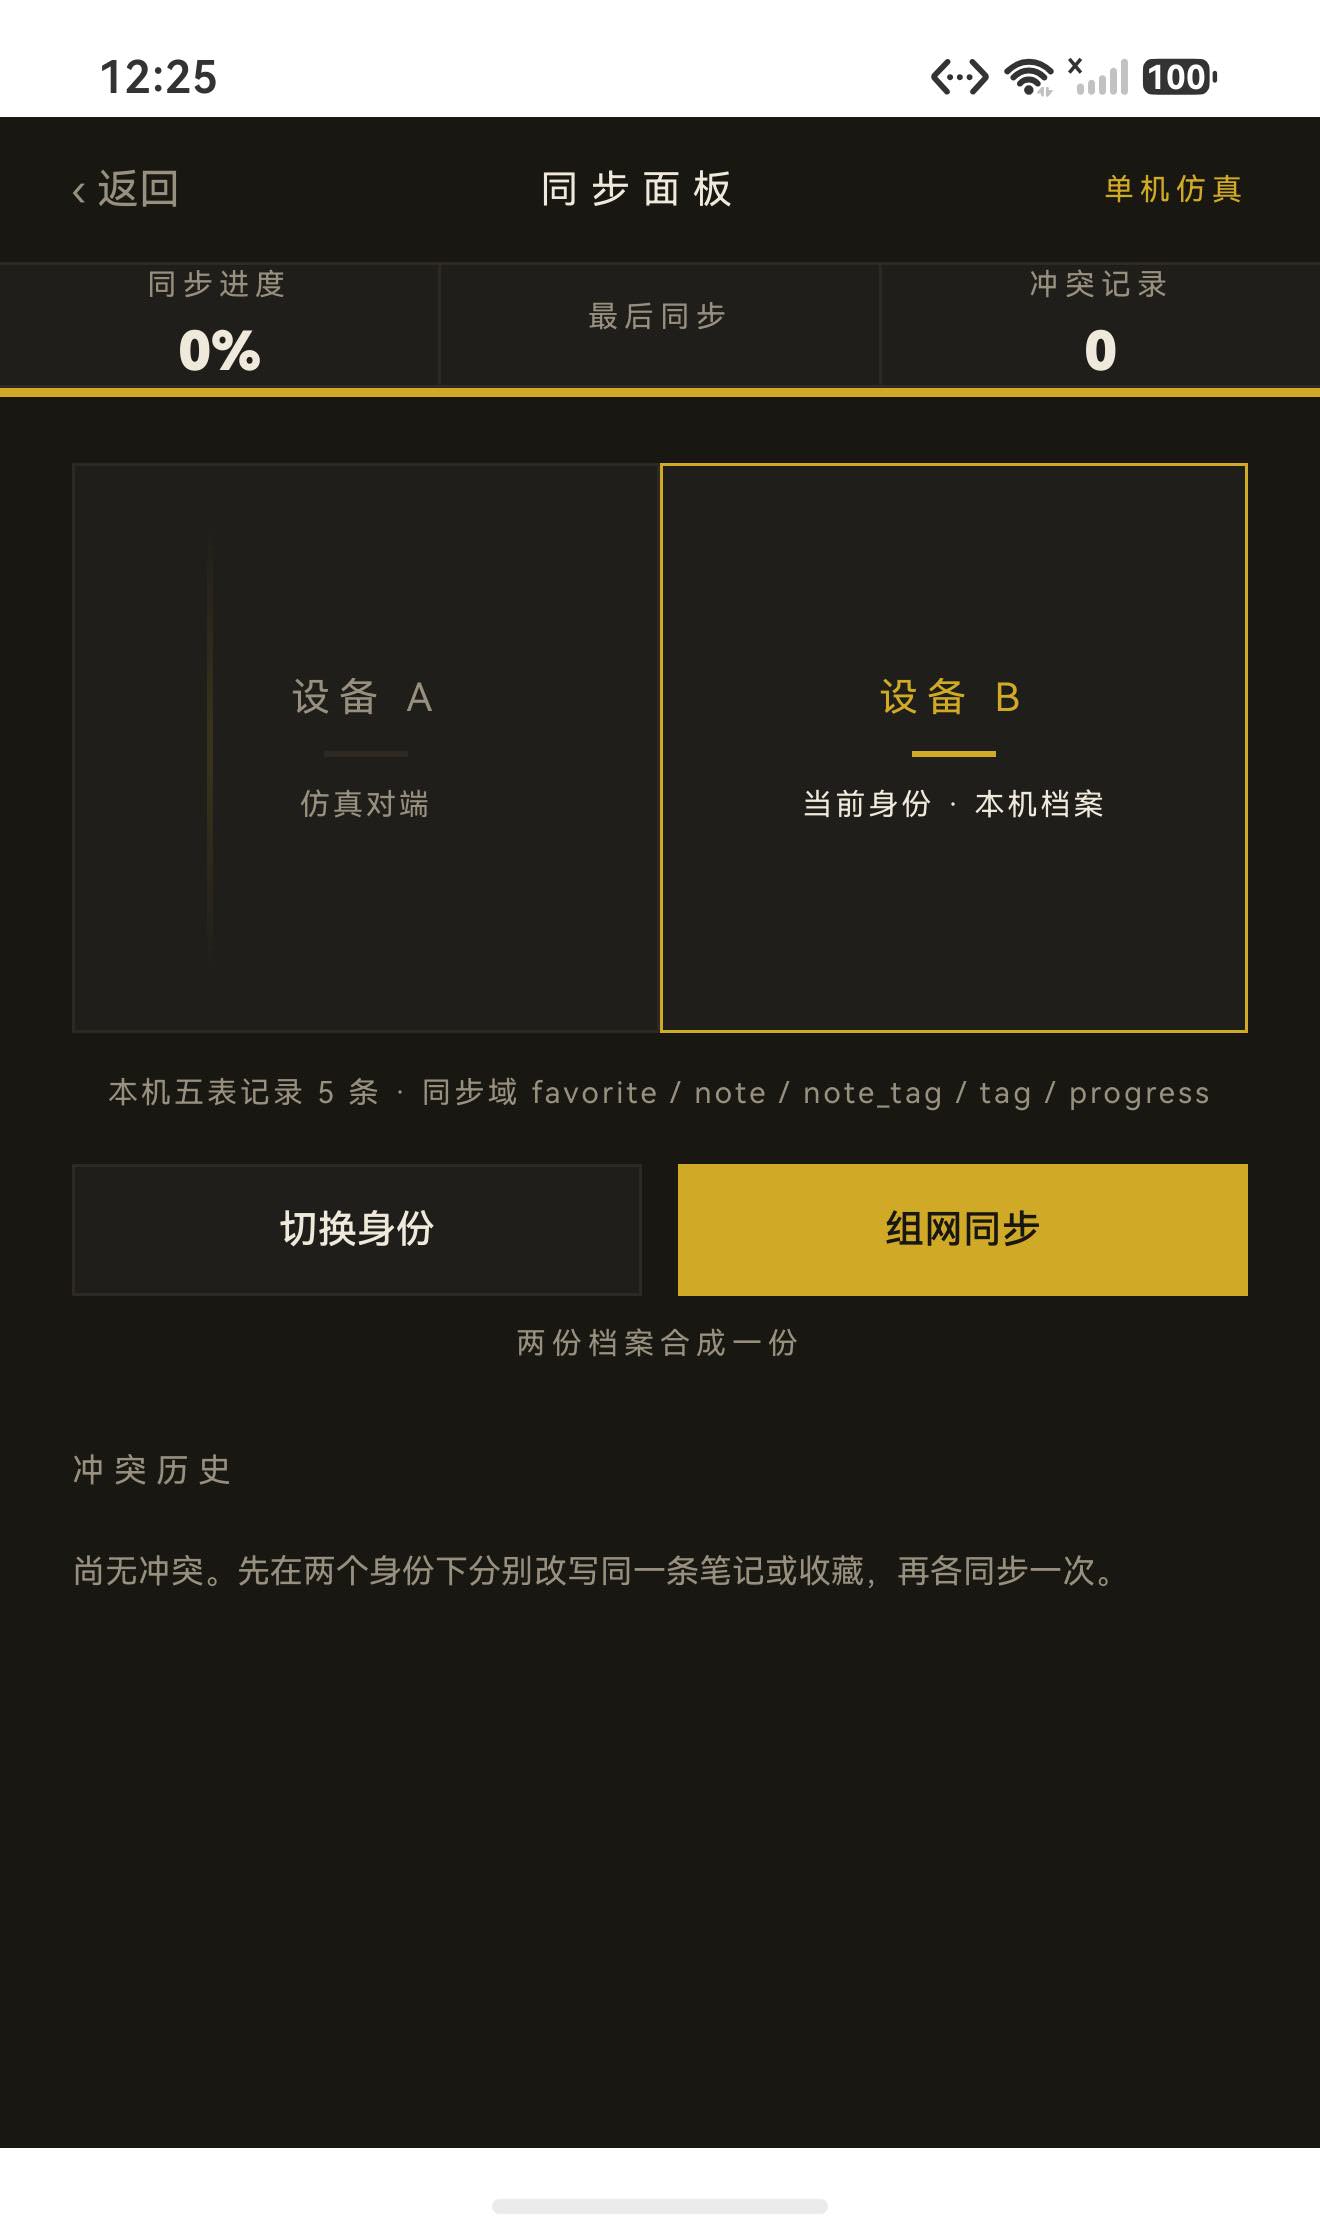 12:25
100
‹ 返回
同步面板
单机仿真
同步进度
0%
最后同步
冲突记录
0
设备 A
仿真对端
设备 B
当前身份 · 本机档案
本机五表记录 5 条 · 同步域 favorite / note / note_tag / tag / progress
切换身份
组网同步
两份档案合成一份
冲突历史
尚无冲突。先在两个身份下分别改写同一条笔记或收藏，再各同步一次。